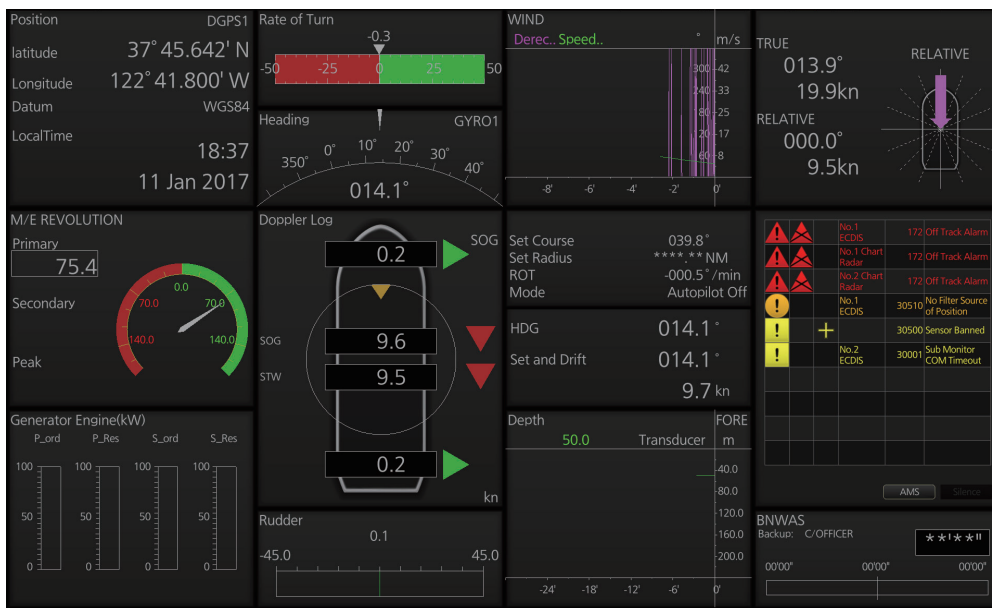 Position DGPS1
latitude 37° 45.642' N
Longitude 122° 41.800' W
Datum WGS84
LocalTime
18:37
11 Jan 2017
Rate of Turn
-0.3
-50 -25 0 25 50
Heading GYRO1
350° 0° 10° 20° 30° 40°
014.1°
WIND
Derec.. Speed.. ° m/s
300 -42
-33
80 -25
20 -17
60 -8
-8' -6' -4' -2' 0'
TRUE
013.9°
19.9kn
RELATIVE
000.0°
9.5kn
RELATIVE
M/E REVOLUTION
Primary
75.4
Secondary
Peak
0.0
70.0 70.0
140.0 140.0
Doppler Log
SOG
0.2
SOG 9.6
STW 9.5
0.2
kn
Set Course 039.8°
Set Radius ****.** NM
ROT -000.5°/min
Mode Autopilot Off
HDG 014.1°
Set and Drift 014.1°
9.7 kn
No.1 ECDIS 172 Off Track Alarm
No.1 Chart Radar 172 Off Track Alarm
No.2 Chart Radar 172 Off Track Alarm
No.1 ECDIS 30510 No Filter Source of Position
30500 Sensor Banned
No.2 ECDIS 30001 Sub Monitor COM Timeout
AMS Silence
Generator Engine(kW)
P_ord P_Res S_ord S_Res
100 100 100 100
50 50 50 50
0 0 0 0
Rudder
0.1
-45.0 45.0
Depth FORE
50.0 Transducer m
-40.0
-80.0
-120.0
-160.0
-200.0
-24' -18' -12' -6' 0'
BNWAS
Backup: C/OFFICER
**'**"
00'00" 00'00" 00'00"